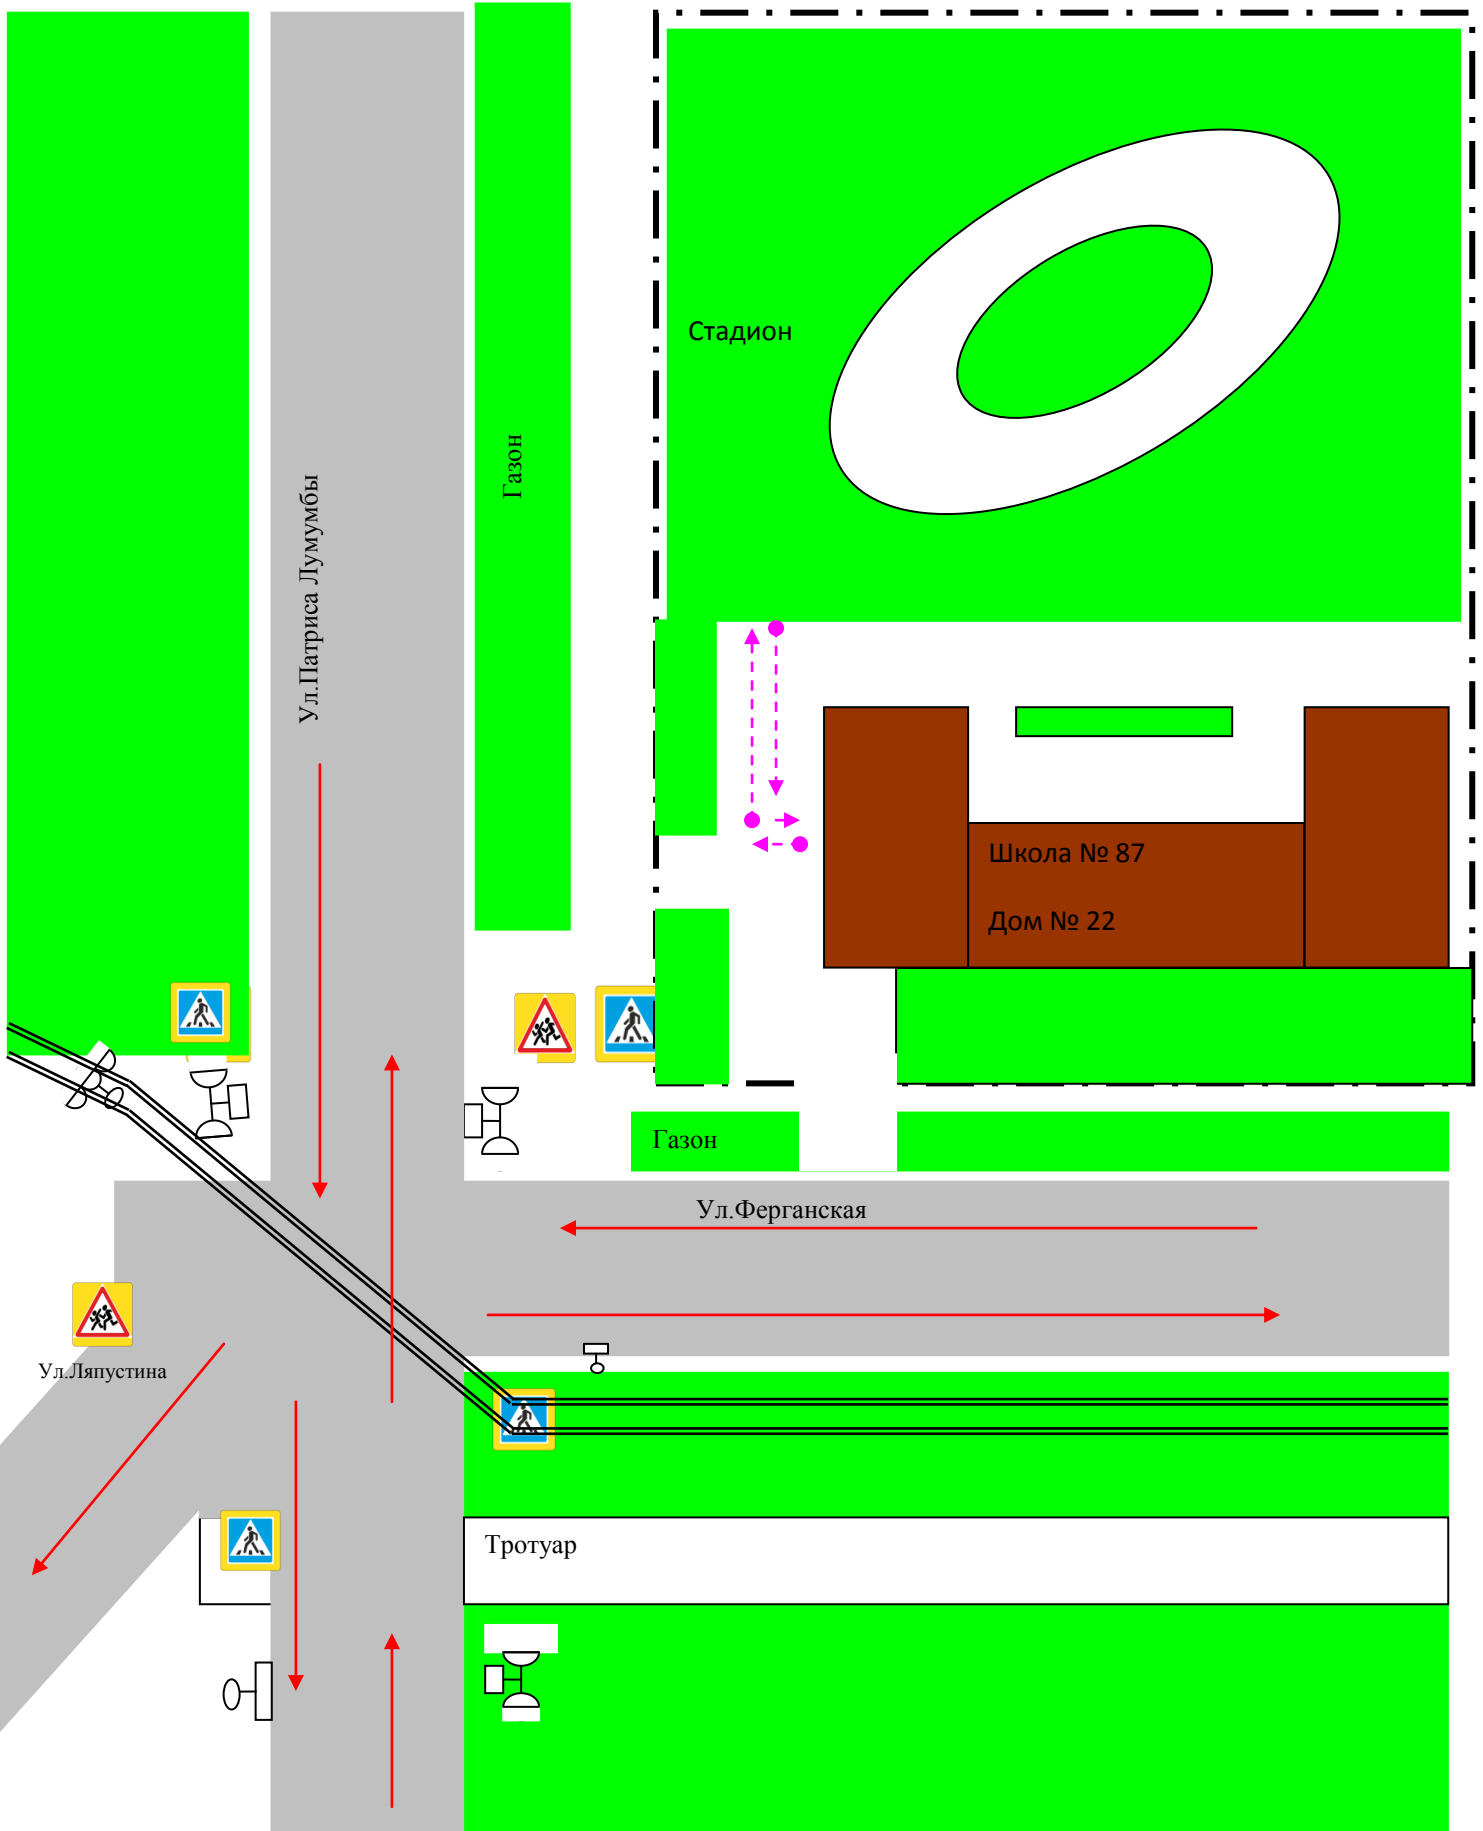 Стадион
Газон
Ул.Патриса Лумумбы
Школа № 87
Дом № 22
Газон
Ул.Ферганская
Ул.Ляпустина
Тротуар